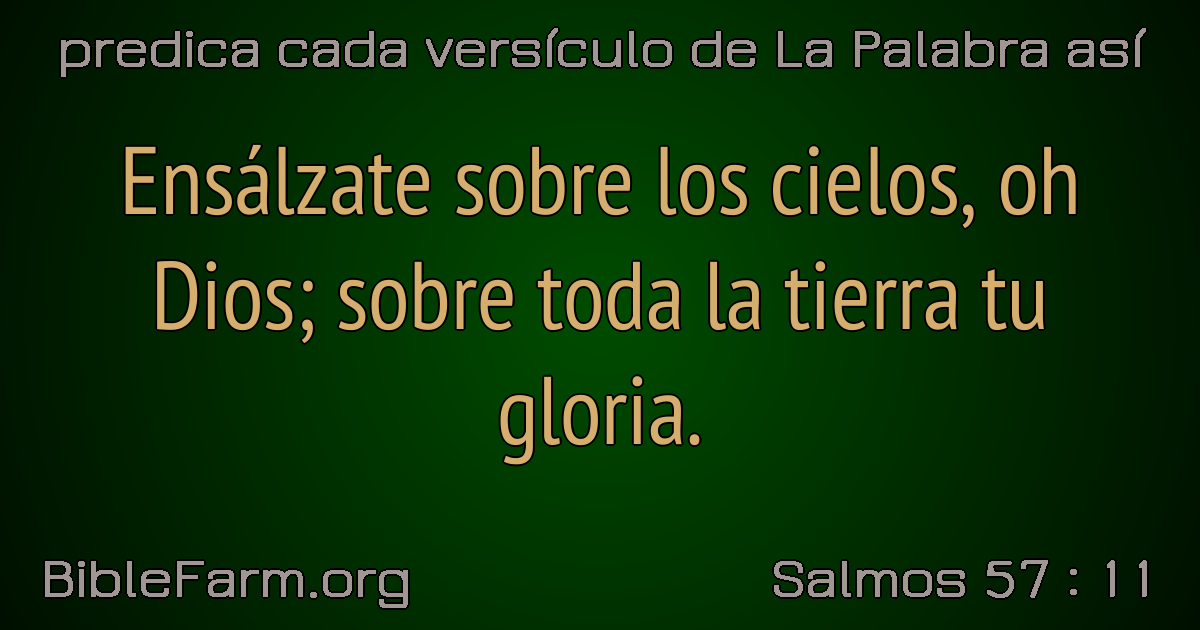 predica cada versículo de La Palabra así
Ensálzate sobre los cielos, oh
Dios; sobre toda la tierra tu
gloria.
BibleFarm.org
Salmos 57 : 11